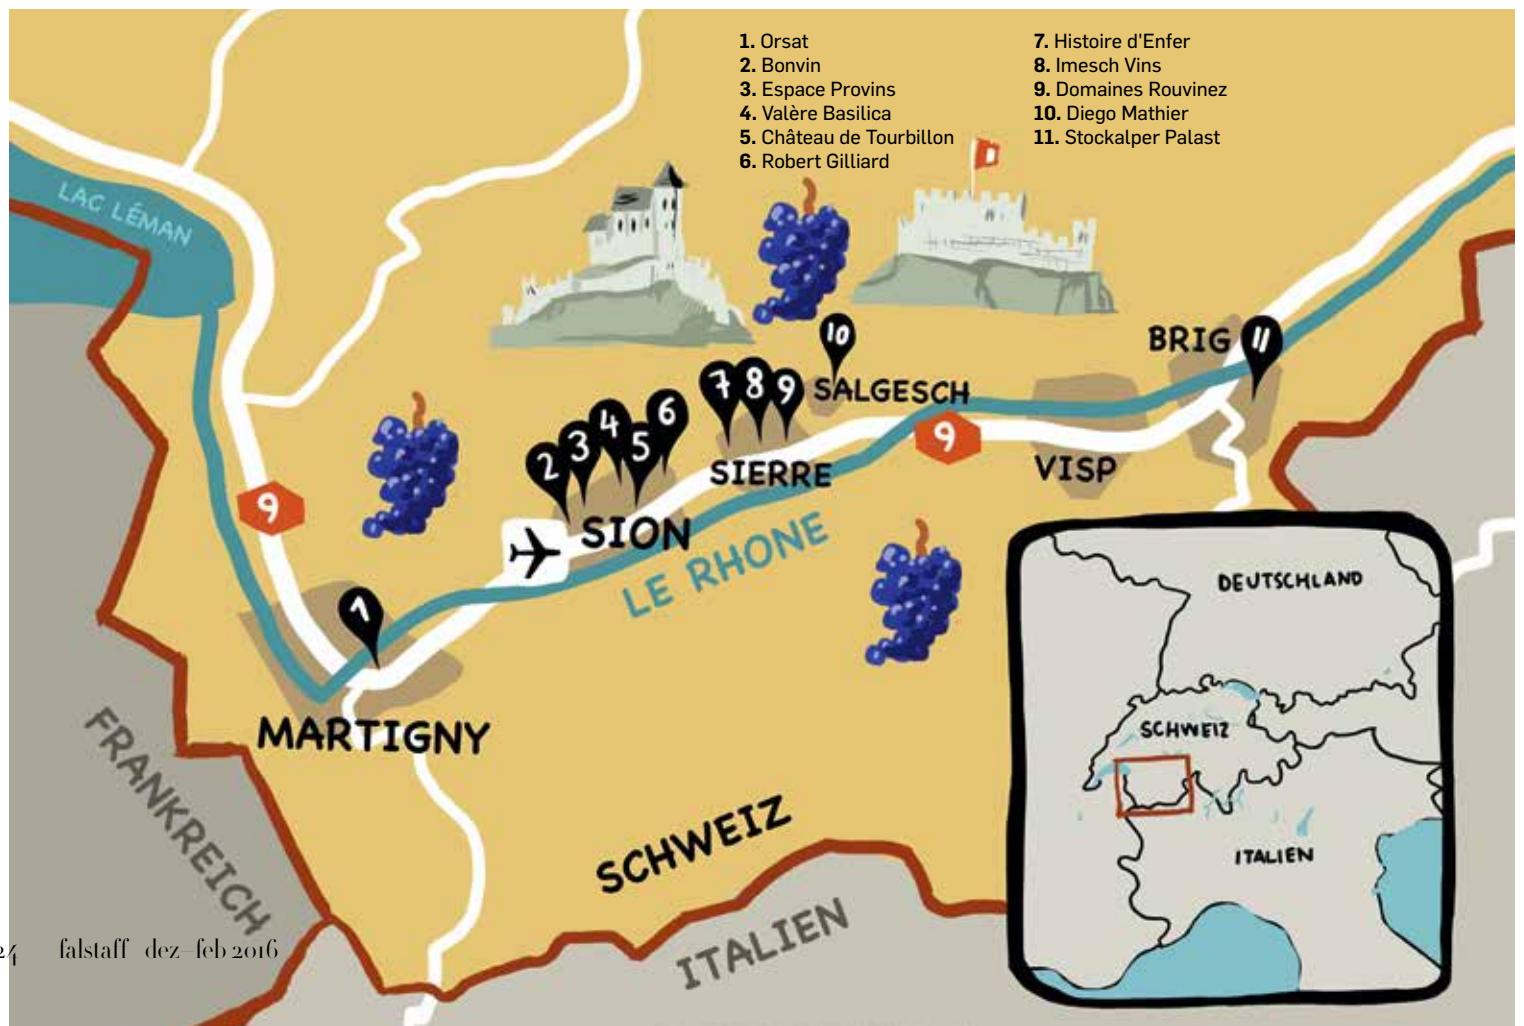 1. Orsat
2. Bonvin
3. Espace Provins
4. Valère Basilica
5. Château de Tourbillon
6. Robert Gilliard
7. Histoire d'Enfer
8. Imesch Vins
9. Domaines Rouvinez
10. Diego Mathier
11. Stockalper Palast
LAC LÉMAN
10
BRIG
11
7
8
9
SALGESCH
2
3
4
5
6
9
SIERRE
VISP
9
SION
LE RHONE
1
MARTIGNY
DEUTSCHLAND
SCHWEIZ
ITALIEN
FRANKREICH
SCHWEIZ
ITALIEN
24 falstaff dez–feb 2016